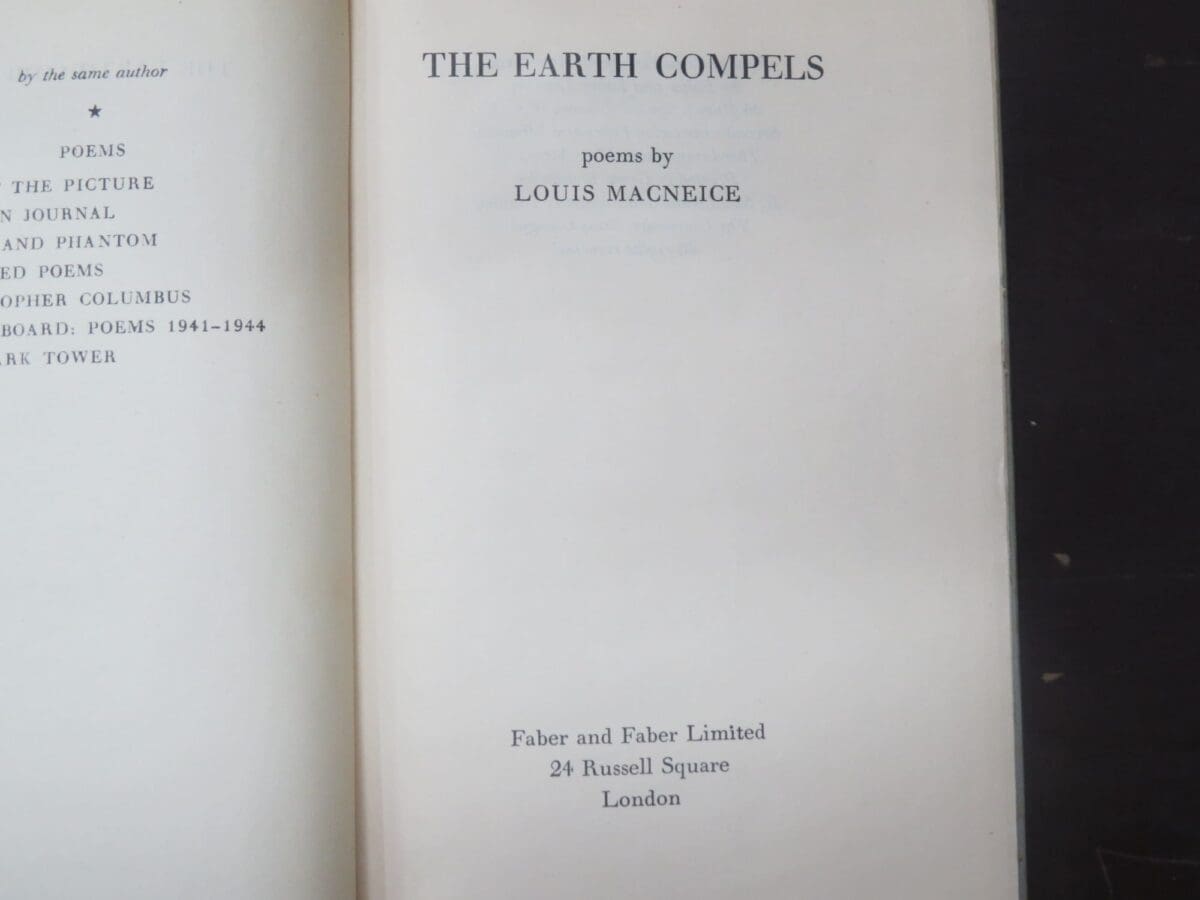 by the same author
★
POEMS
THE PICTURE
N JOURNAL
AND PHANTOM
ED POEMS
OPHER COLUMBUS
BOARD: POEMS 1941–1944
ARK TOWER
THE EARTH COMPELS
poems by
LOUIS MACNEICE
Faber and Faber Limited
24 Russell Square
London